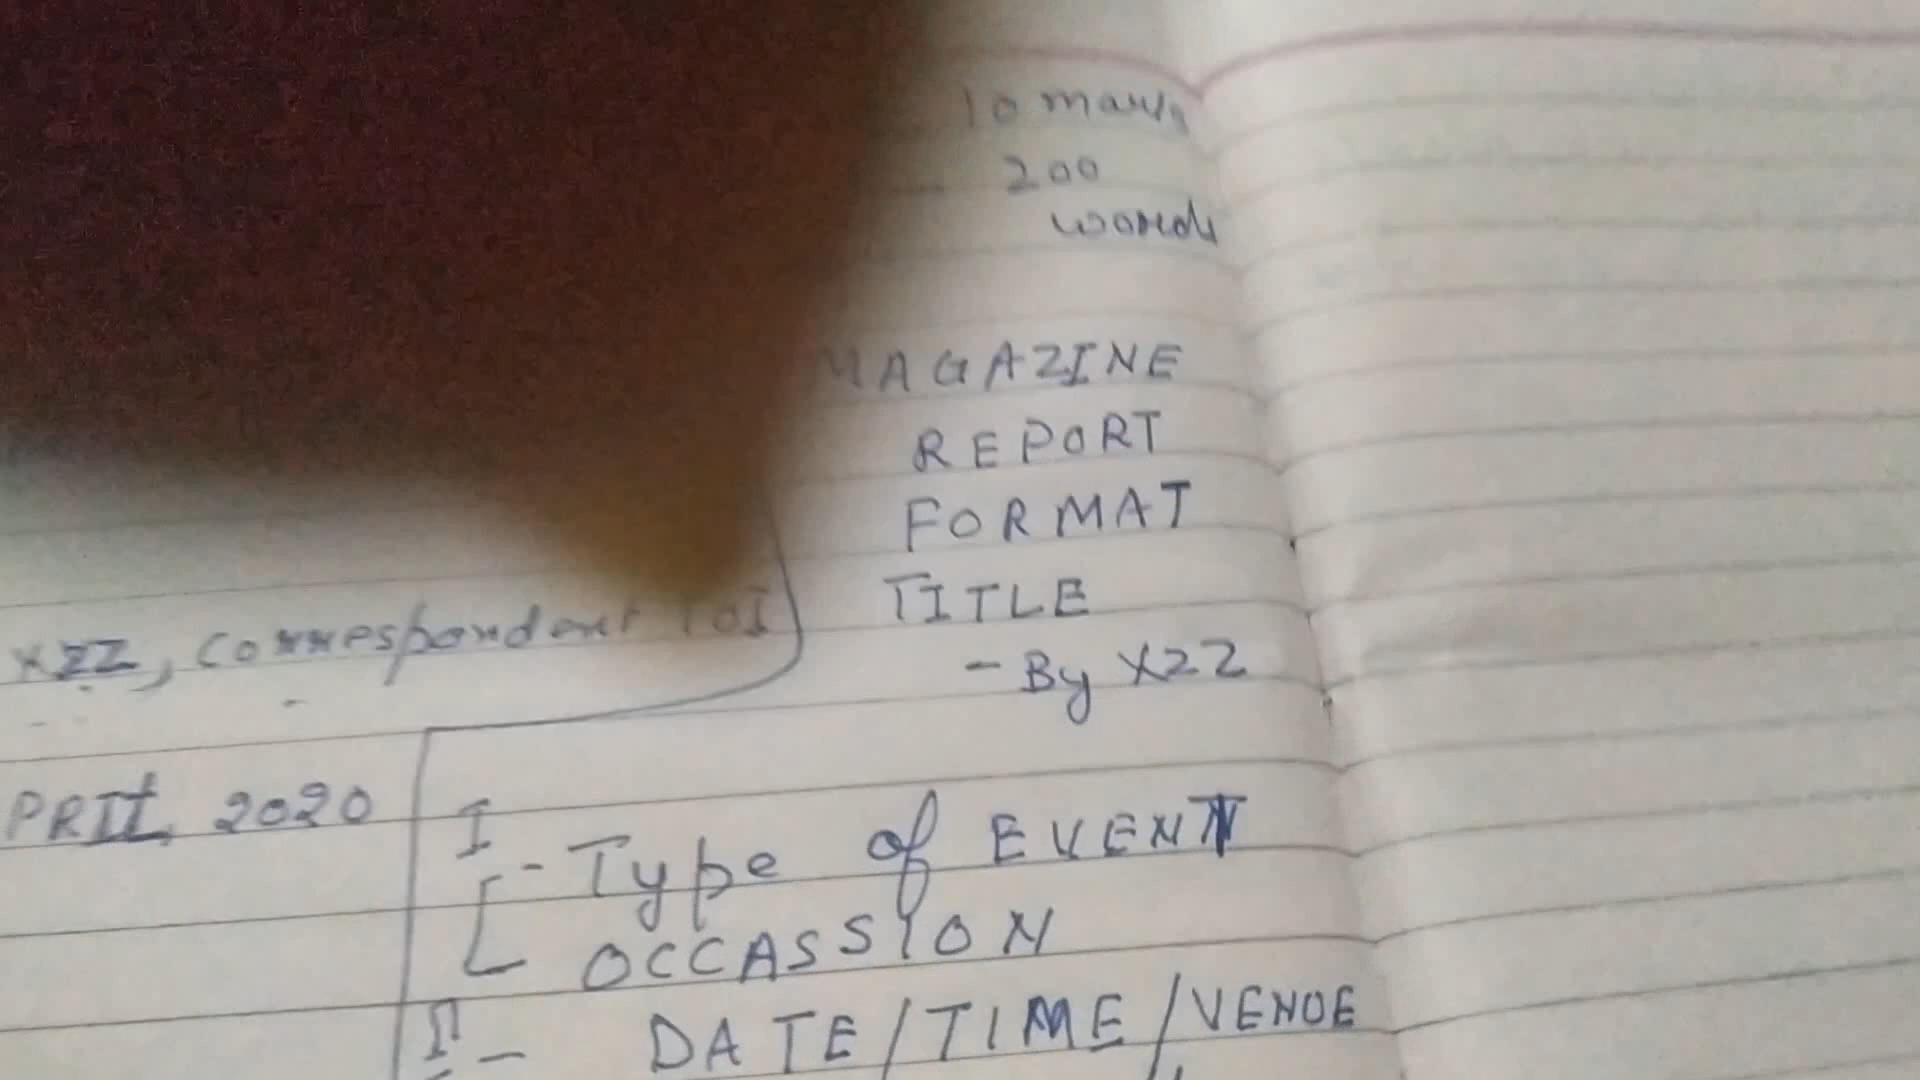 10 marks
200
words
MAGAZINE
REPORT
FORMAT
TITLE
- By XZZ
XZZ, correspondent TOI
PRIL, 2020
I - Type of EVENT
OCCASSION
II - DATE/TIME/VENUE